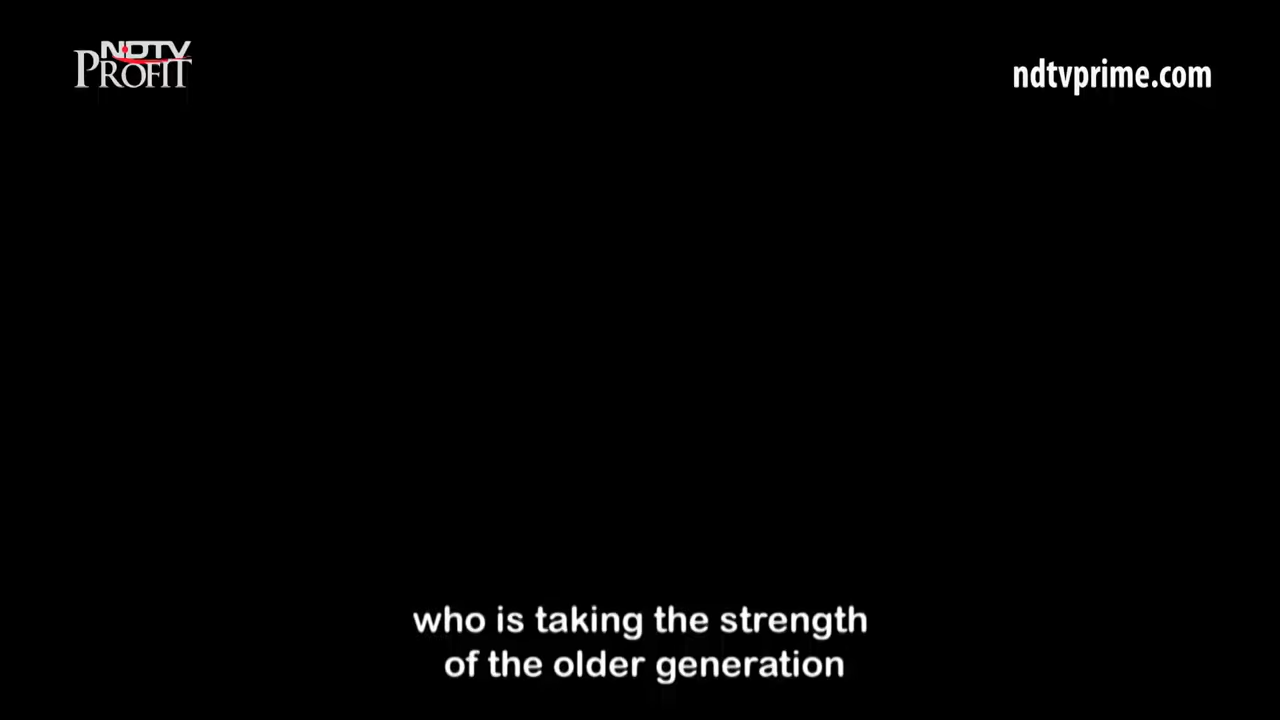 NDTV
PROFIT
ndtvprime.com
who is taking the strength
of the older generation